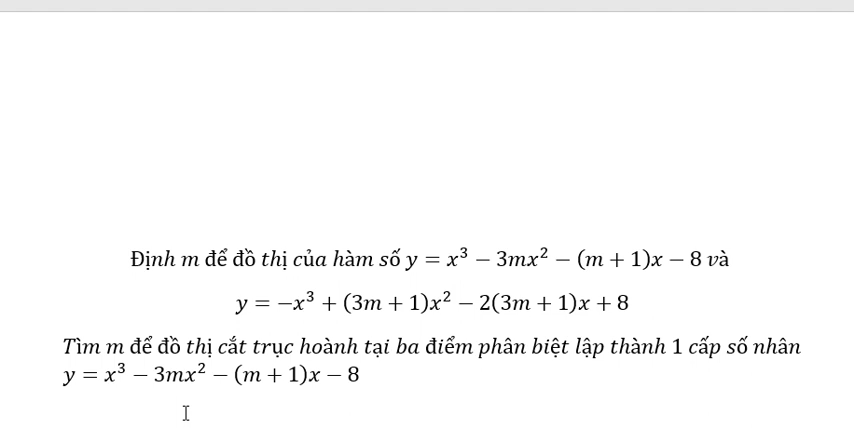 Định m để đồ thị của hàm số y = x³ − 3mx² − (m + 1)x − 8 và
y = −x³ + (3m + 1)x² − 2(3m + 1)x + 8
Tìm m để đồ thị cắt trục hoành tại ba điểm phân biệt lập thành 1 cấp số nhân
y = x³ − 3mx² − (m + 1)x − 8